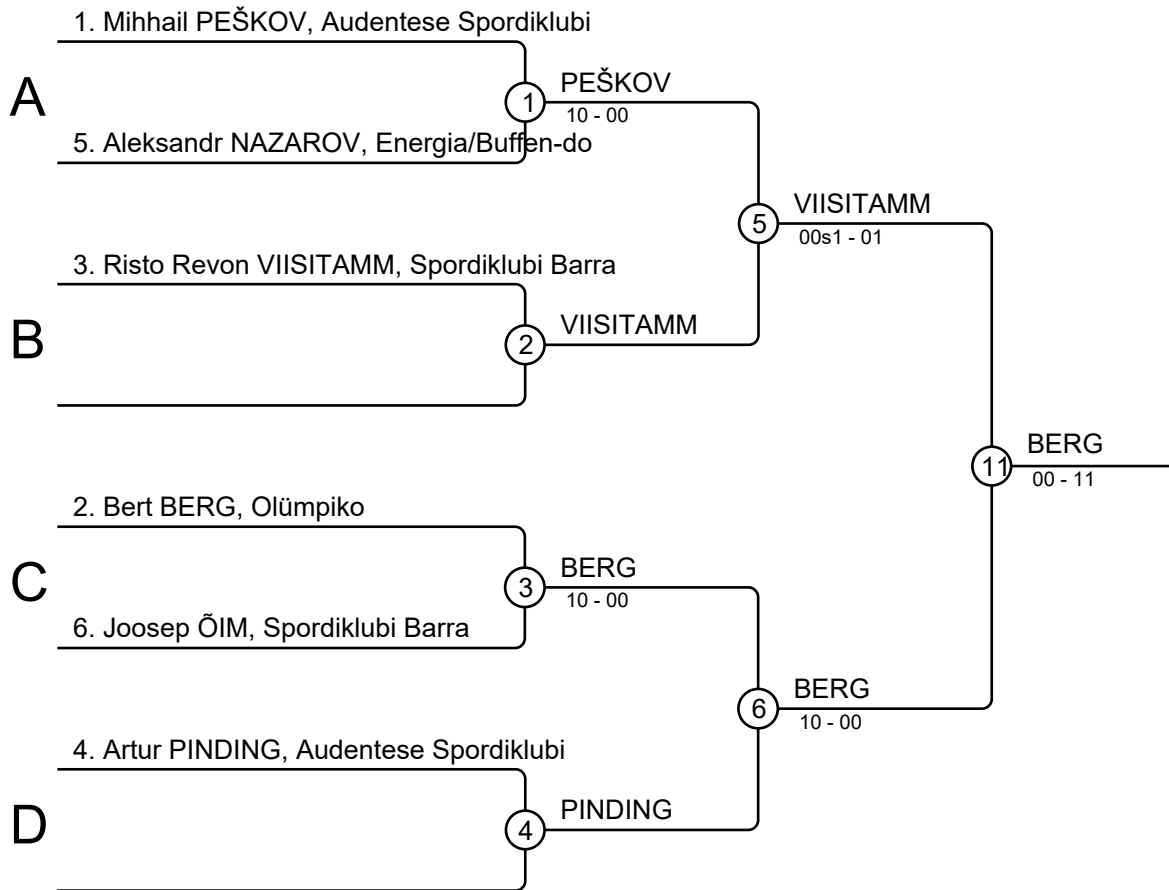 1. Mihhail PEŠKOV, Audentese Spordiklubi
A
1
PEŠKOV
10 - 00
5. Aleksandr NAZAROV, Energia/Buffen-do
5
VIISITAMM
00s1 - 01
3. Risto Revon VIISITAMM, Spordiklubi Barra
B
2
VIISITAMM
11
BERG
00 - 11
2. Bert BERG, Olümpiko
C
3
BERG
10 - 00
6. Joosep ÕIM, Spordiklubi Barra
6
BERG
10 - 00
4. Artur PINDING, Audentese Spordiklubi
D
4
PINDING